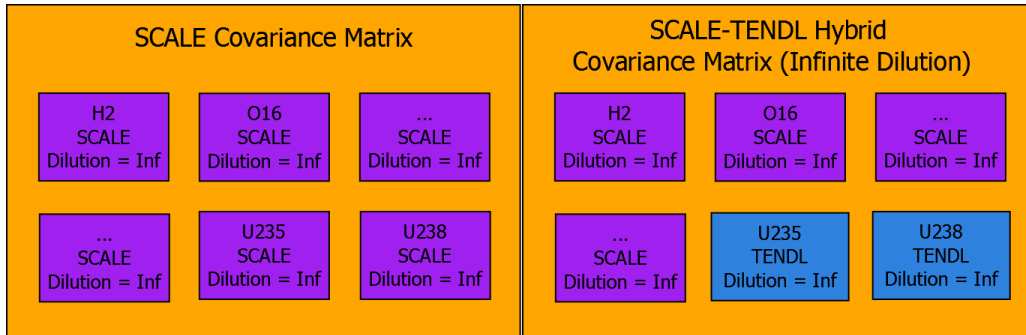 SCALE Covariance Matrix
H2
SCALE
Dilution = Inf
O16
SCALE
Dilution = Inf
...
SCALE
Dilution = Inf
...
SCALE
Dilution = Inf
U235
SCALE
Dilution = Inf
U238
SCALE
Dilution = Inf
SCALE-TENDL Hybrid
Covariance Matrix (Infinite Dilution)
H2
SCALE
Dilution = Inf
O16
SCALE
Dilution = Inf
...
SCALE
Dilution = Inf
...
SCALE
Dilution = Inf
U235
TENDL
Dilution = Inf
U238
TENDL
Dilution = Inf